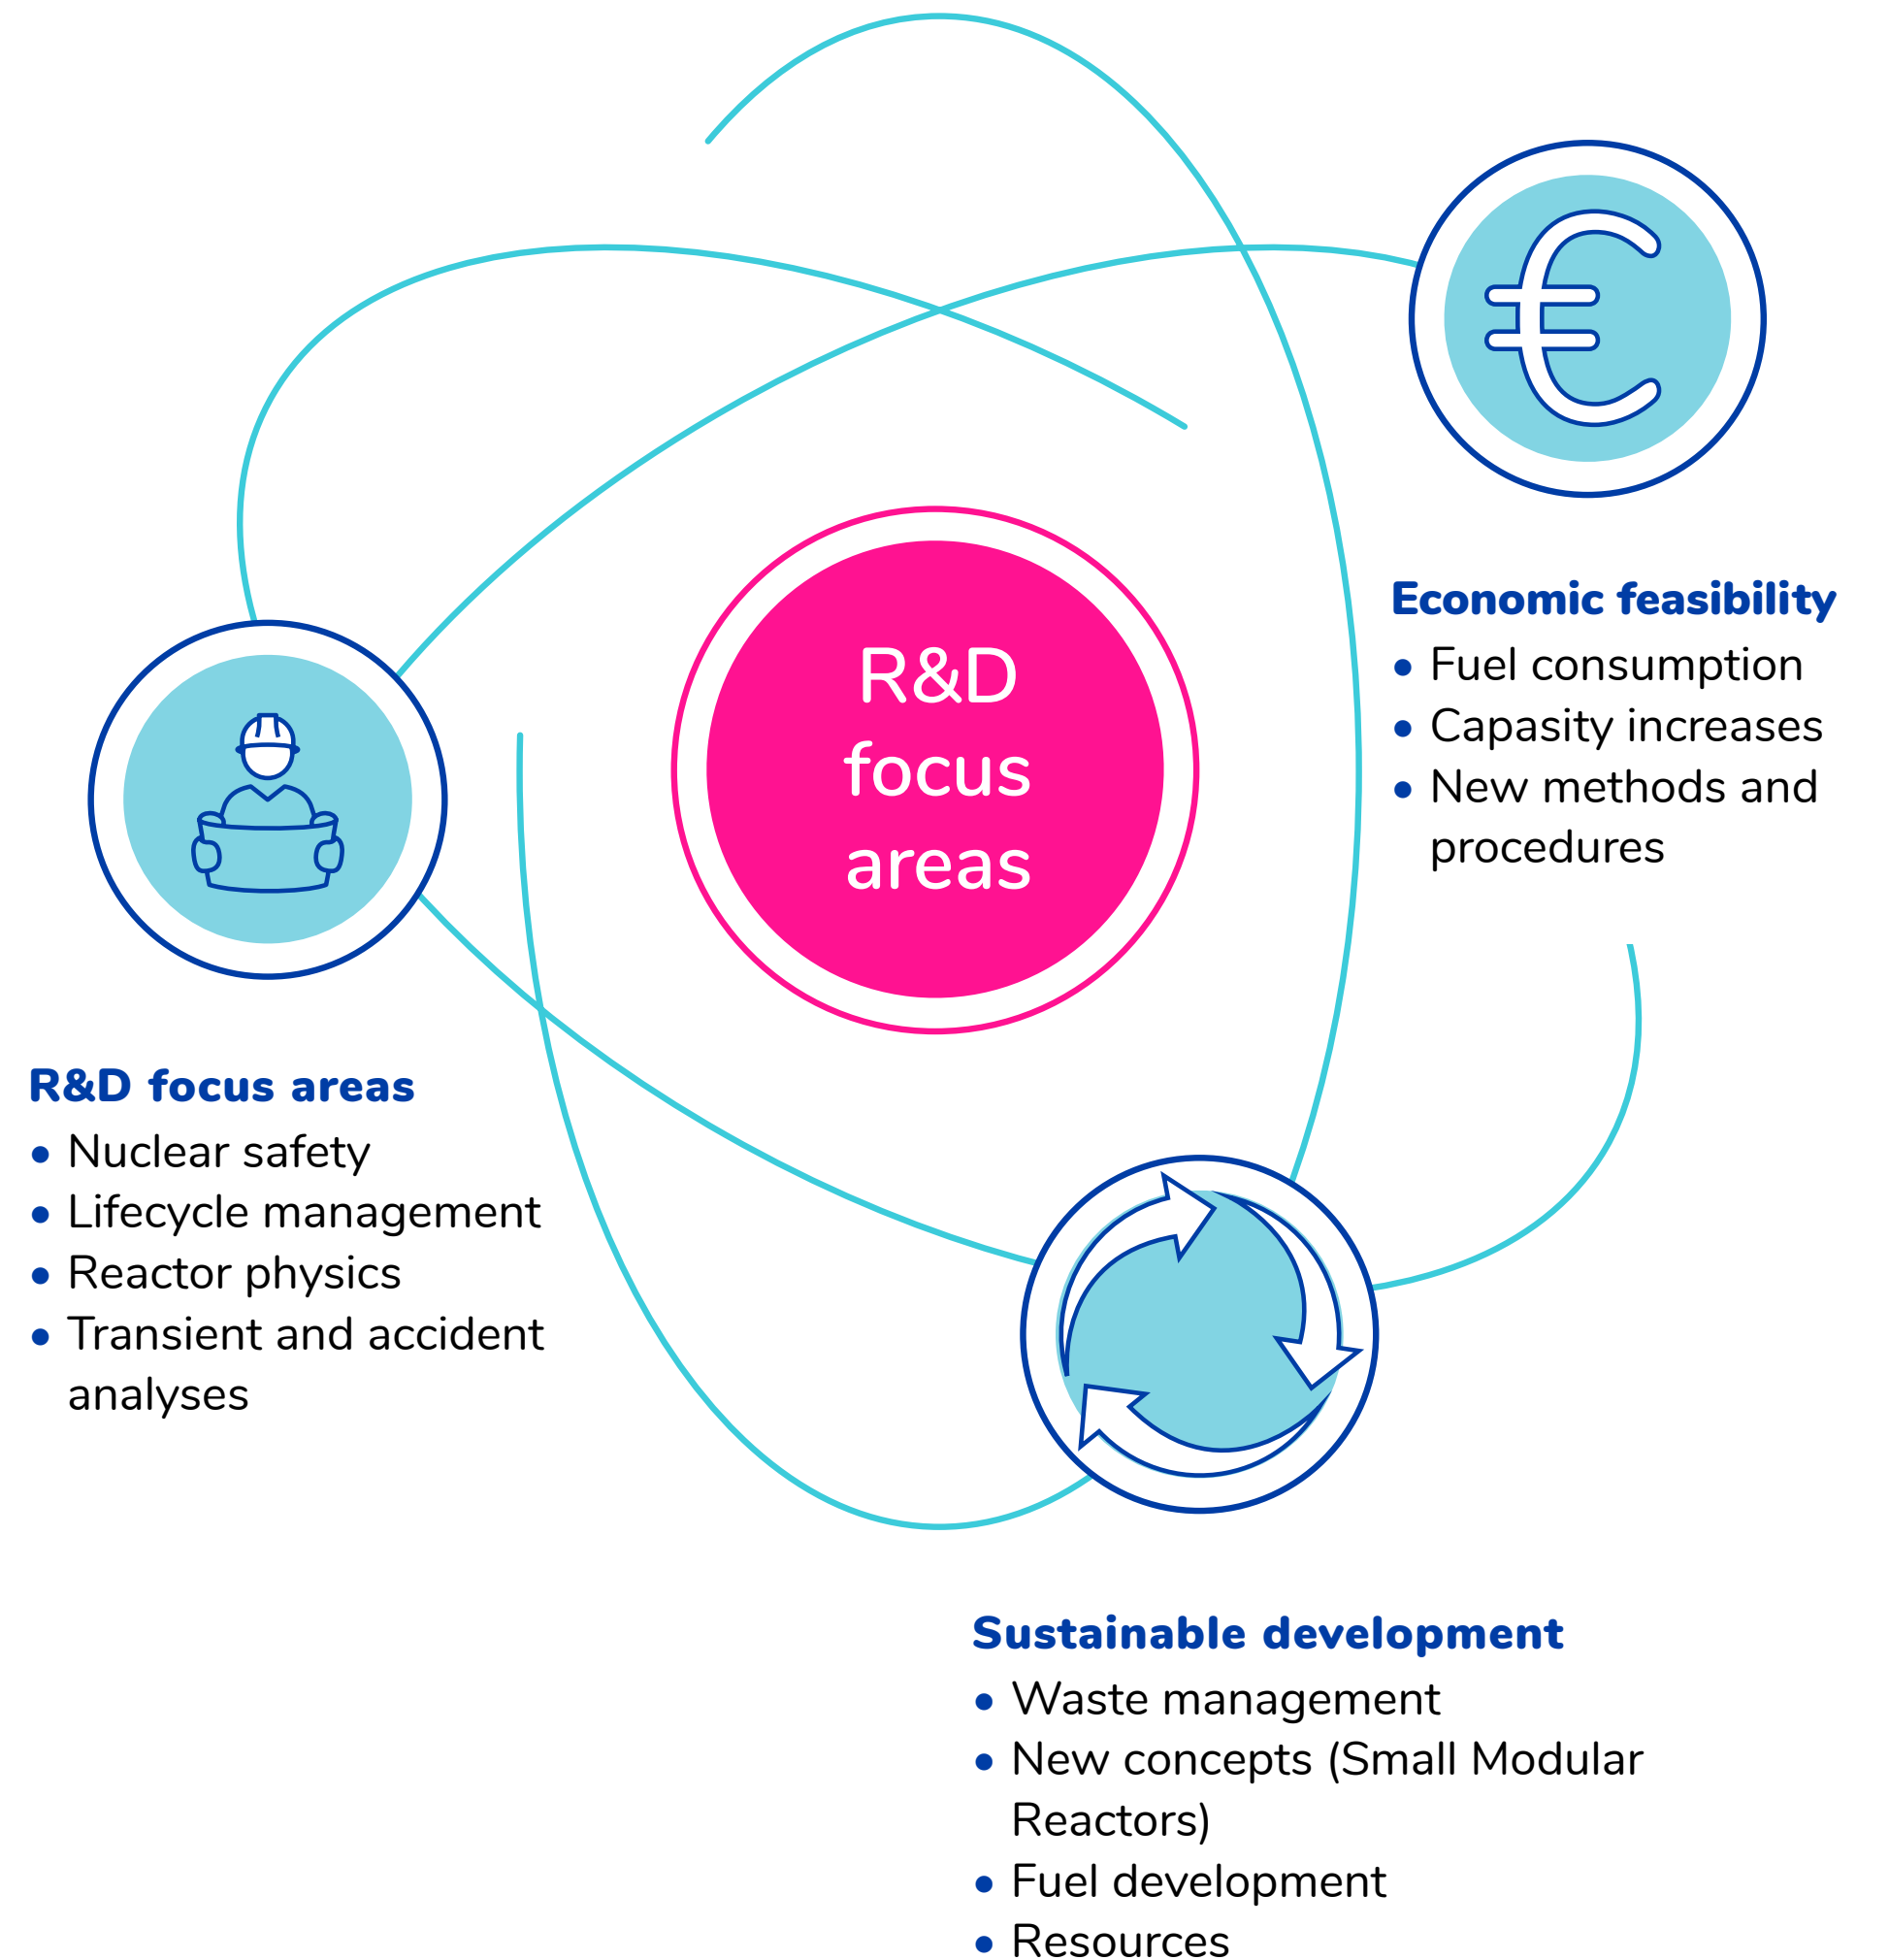 R&D
focus
areas
Economic feasibility
• Fuel consumption
• Capasity increases
• New methods and
procedures
R&D focus areas
• Nuclear safety
• Lifecycle management
• Reactor physics
• Transient and accident
analyses
Sustainable development
• Waste management
• New concepts (Small Modular
Reactors)
• Fuel development
• Resources